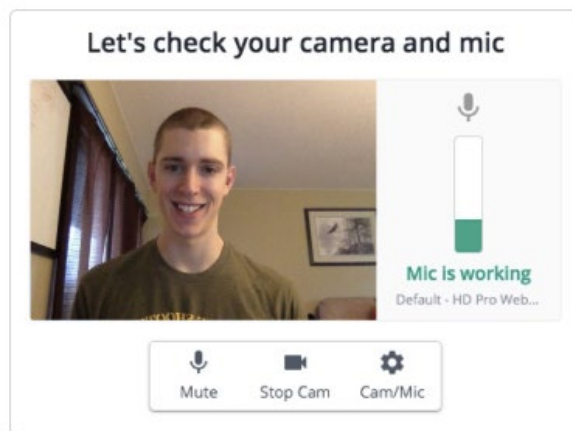 Let's check your camera and mic
Mic is working
Default - HD Pro Web...
Mute Stop Cam Cam/Mic